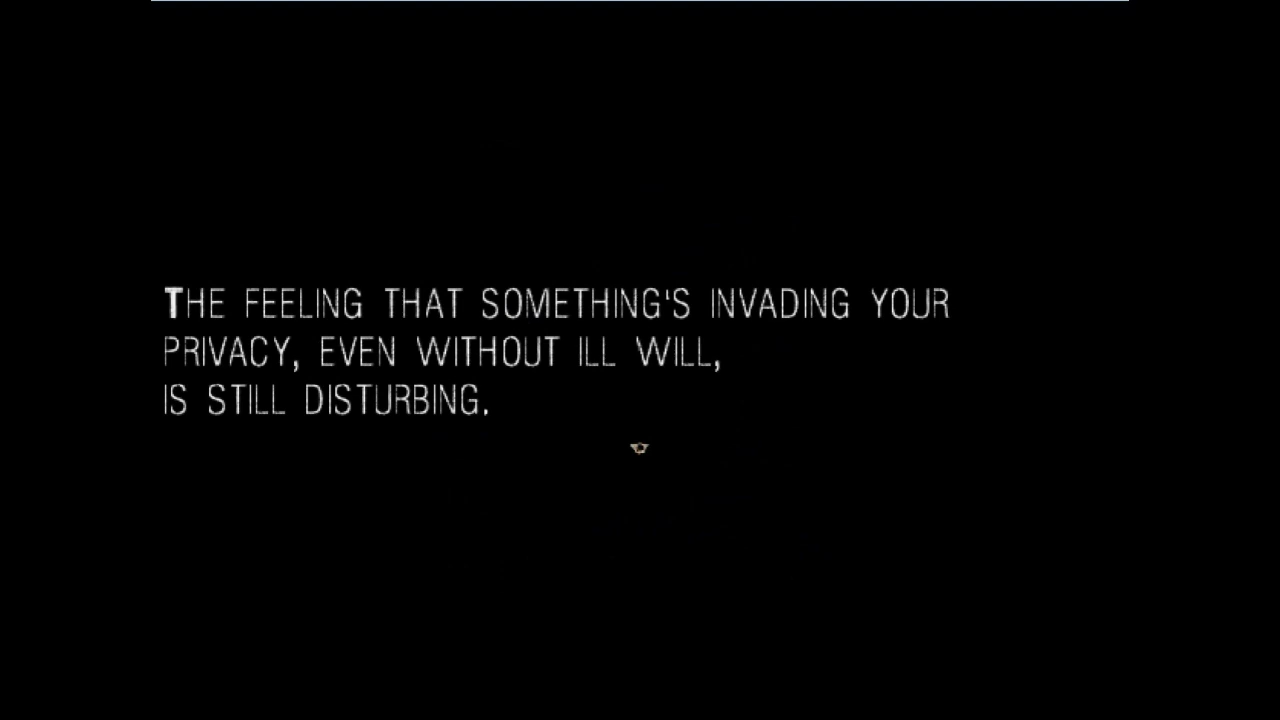 THE FEELING THAT SOMETHING'S INVADING YOUR
PRIVACY, EVEN WITHOUT ILL WILL,
IS STILL DISTURBING.